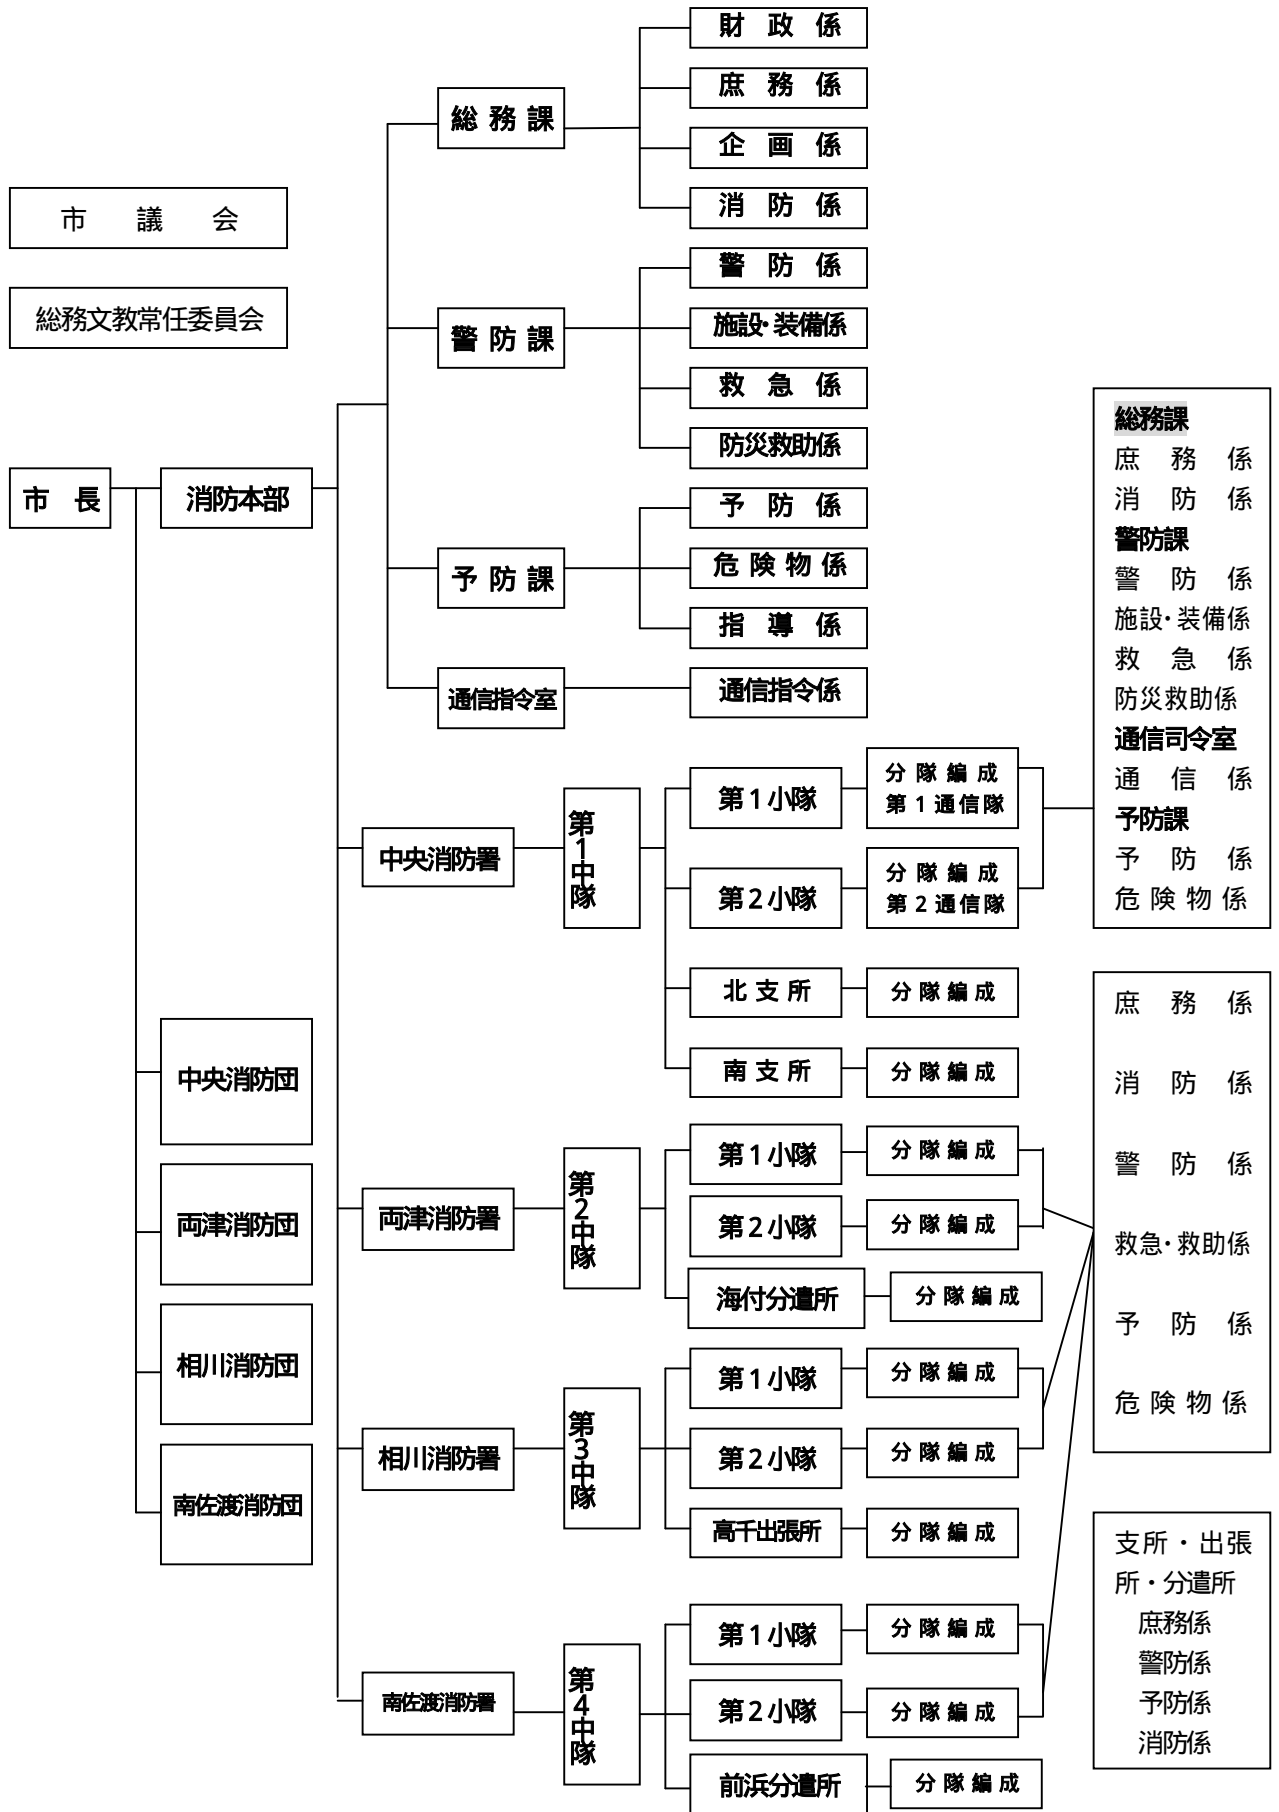 財政係
庶務係
総務課
企画係
消防係
市議会
警防係
総務文教常任委員会
警防課
施設・装備係
救急係
防災救助係
市長
消防本部
予防係
予防課
危険物係
指導係
通信指令室
通信指令係
総務課
庶務係
消防係
警防課
警防係
施設・装備係
救急係
防災救助係
通信司令室
通信係
予防課
予防係
危険物係
中央消防署
第1中隊
第1小隊
分隊編成
第1通信隊
第2小隊
分隊編成
第2通信隊
北支所
分隊編成
南支所
分隊編成
中央消防団
両津消防団
相川消防団
南佐渡消防団
両津消防署
第2中隊
第1小隊
分隊編成
第2小隊
分隊編成
海付分遣所
分隊編成
相川消防署
第3中隊
第1小隊
分隊編成
第2小隊
分隊編成
高千出張所
分隊編成
南佐渡消防署
第4中隊
第1小隊
分隊編成
第2小隊
分隊編成
前浜分遣所
分隊編成
庶務係
消防係
警防係
救急・救助係
予防係
危険物係
支所・出張
所・分遣所
庶務係
警防係
予防係
消防係